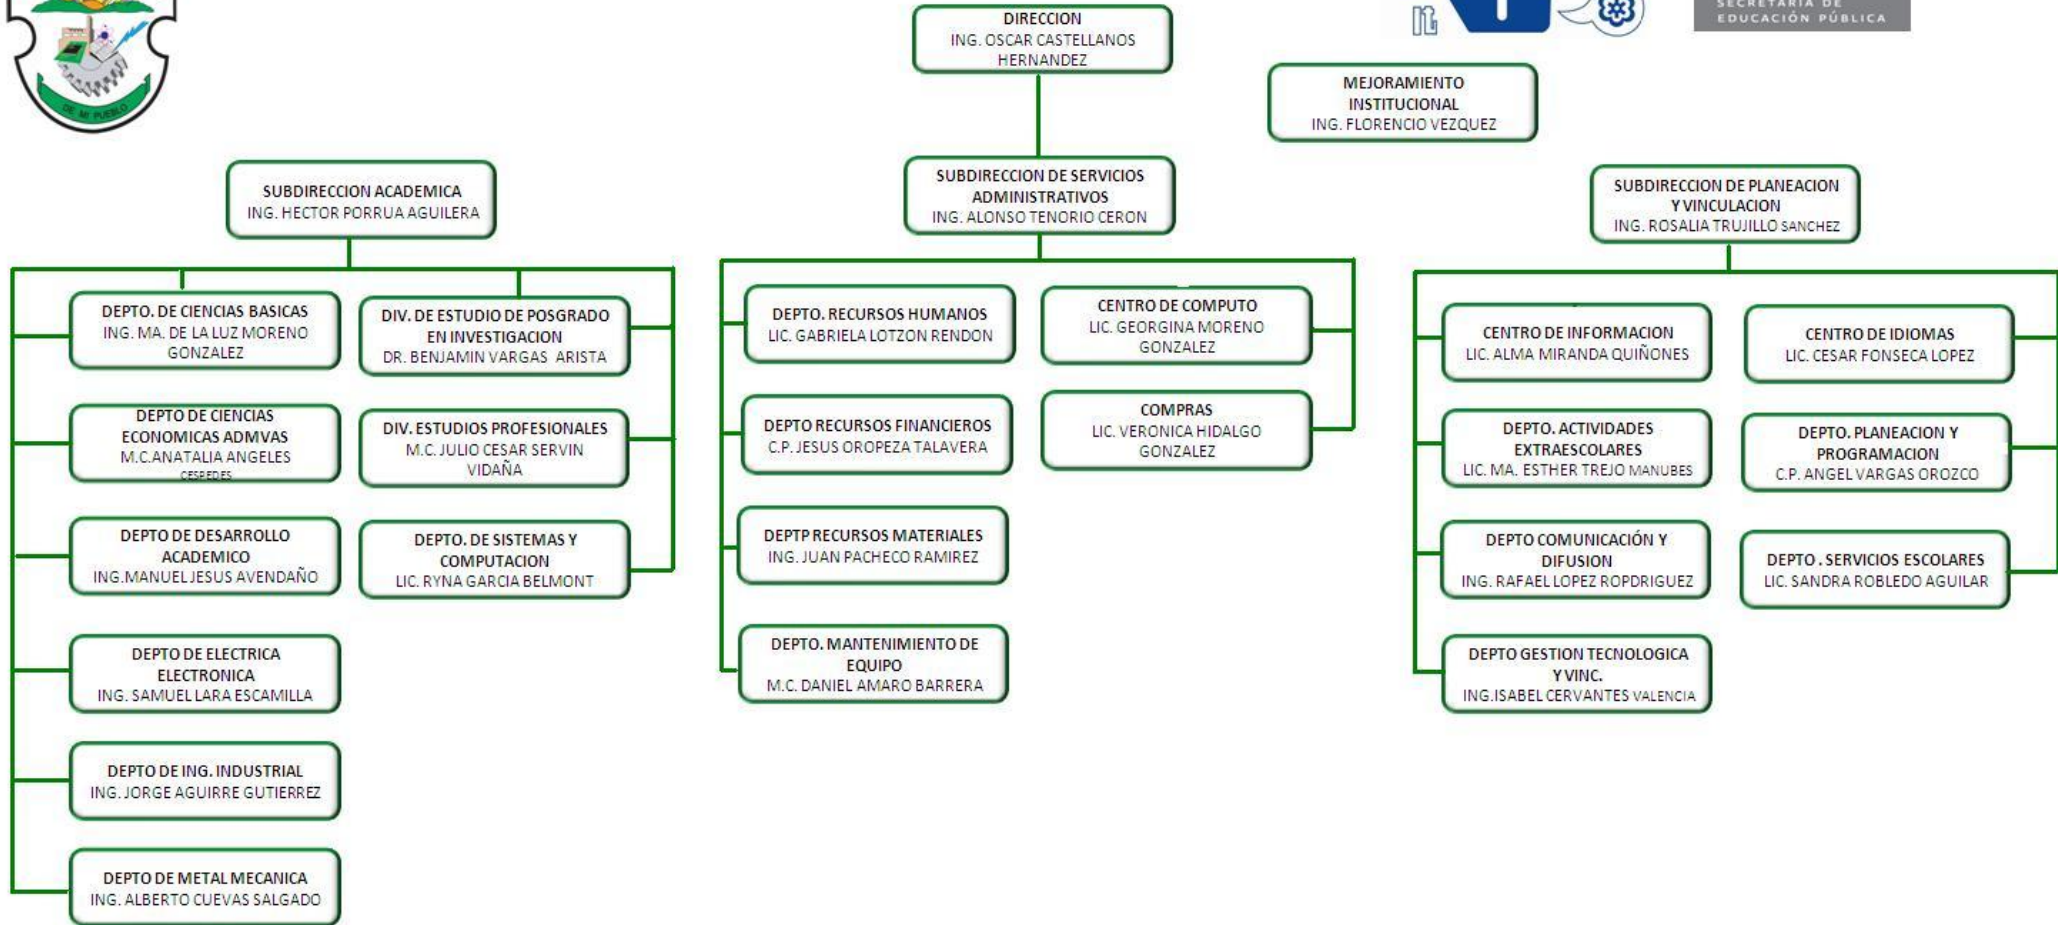 DE MI PUEBLO
It
SECRETARÍA DE
EDUCACIÓN PÚBLICA
DIRECCION
ING. OSCAR CASTELLANOS
HERNANDEZ
MEJORAMIENTO
INSTITUCIONAL
ING. FLORENCIO VEZQUEZ
SUBDIRECCION ACADEMICA
ING. HECTOR PORRUA AGUILERA
DEPTO. DE CIENCIAS BASICAS
ING. MA. DE LA LUZ MORENO
GONZALEZ
DEPTO DE CIENCIAS
ECONOMICAS ADMVAS
M.C.ANATALIA ANGELES
CESPEDES
DEPTO DE DESARROLLO
ACADEMICO
ING.MANUEL JESUS AVENDAÑO
DEPTO DE ELECTRICA
ELECTRONICA
ING. SAMUEL LARA ESCAMILLA
DEPTO DE ING. INDUSTRIAL
ING. JORGE AGUIRRE GUTIERREZ
DEPTO DE METAL MECANICA
ING. ALBERTO CUEVAS SALGADO
DIV. DE ESTUDIO DE POSGRADO
EN INVESTIGACION
DR. BENJAMIN VARGAS ARISTA
DIV. ESTUDIOS PROFESIONALES
M.C. JULIO CESAR SERVIN
VIDAÑA
DEPTO. DE SISTEMAS Y
COMPUTACION
LIC. RYNA GARCIA BELMONT
SUBDIRECCION DE SERVICIOS
ADMINISTRATIVOS
ING. ALONSO TENORIO CERON
DEPTO. RECURSOS HUMANOS
LIC. GABRIELA LOTZON RENDON
DEPTO RECURSOS FINANCIEROS
C.P. JESUS OROPEZA TALAVERA
DEPTP RECURSOS MATERIALES
ING. JUAN PACHECO RAMIREZ
DEPTO. MANTENIMIENTO DE
EQUIPO
M.C. DANIEL AMARO BARRERA
CENTRO DE COMPUTO
LIC. GEORGINA MORENO
GONZALEZ
COMPRAS
LIC. VERONICA HIDALGO
GONZALEZ
SUBDIRECCION DE PLANEACION
Y VINCULACION
ING. ROSALIA TRUJILLO SANCHEZ
CENTRO DE INFORMACION
LIC. ALMA MIRANDA QUIÑONES
DEPTO. ACTIVIDADES
EXTRAESCOLARES
LIC. MA. ESTHER TREJO MANUBES
DEPTO COMUNICACIÓN Y
DIFUSION
ING. RAFAEL LOPEZ ROPDRIGUEZ
DEPTO GESTION TECNOLOGICA
Y VINC.
ING.ISABEL CERVANTES VALENCIA
CENTRO DE IDIOMAS
LIC. CESAR FONSECA LOPEZ
DEPTO. PLANEACION Y
PROGRAMACION
C.P. ANGEL VARGAS OROZCO
DEPTO . SERVICIOS ESCOLARES
LIC. SANDRA ROBLEDO AGUILAR